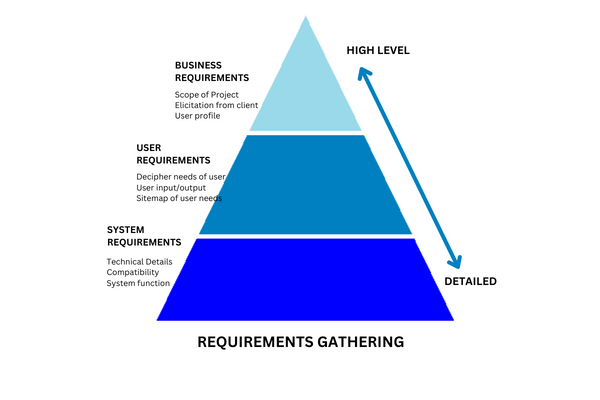 HIGH LEVEL
BUSINESS
REQUIREMENTS
Scope of Project
Elicitation from client
User profile
USER
REQUIREMENTS
Decipher needs of user
User input/output
Sitemap of user needs
SYSTEM
REQUIREMENTS
Technical Details
Compatibility
System function
DETAILED
REQUIREMENTS GATHERING